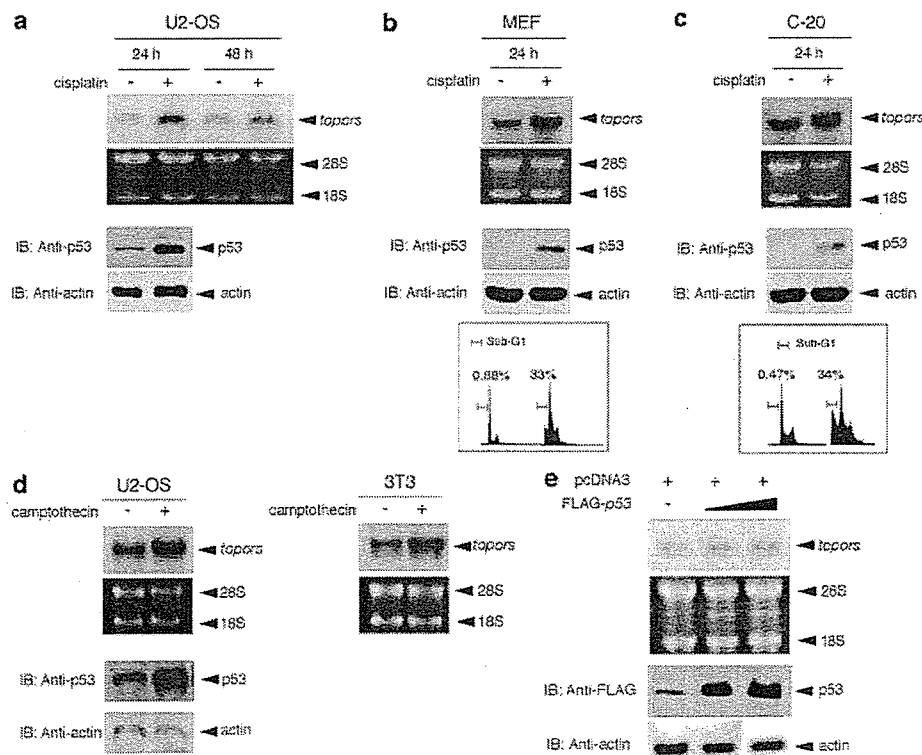 a
U2-OS
24 h 48 h
cisplatin - + - +
topors
28S
18S
IB: Anti-p53 p53
IB: Anti-actin actin
b
MEF
24 h
cisplatin - +
topors
28S
18S
IB: Anti-p53 p53
IB: Anti-actin actin
Sub-G1
0.88% 33%
c
C-20
24 h
cisplatin - +
topors
28S
18S
IB: Anti-p53 p53
IB: Anti-actin actin
Sub-G1
0.47% 34%
d
U2-OS
camptothecin - +
topors
28S
18S
IB: Anti-p53 p53
IB: Anti-actin actin
3T3
camptothecin - +
topors
28S
18S
e
pcDNA3 + + +
FLAG-p53 -
topors
28S
18S
IB: Anti-FLAG p53
IB: Anti-actin actin